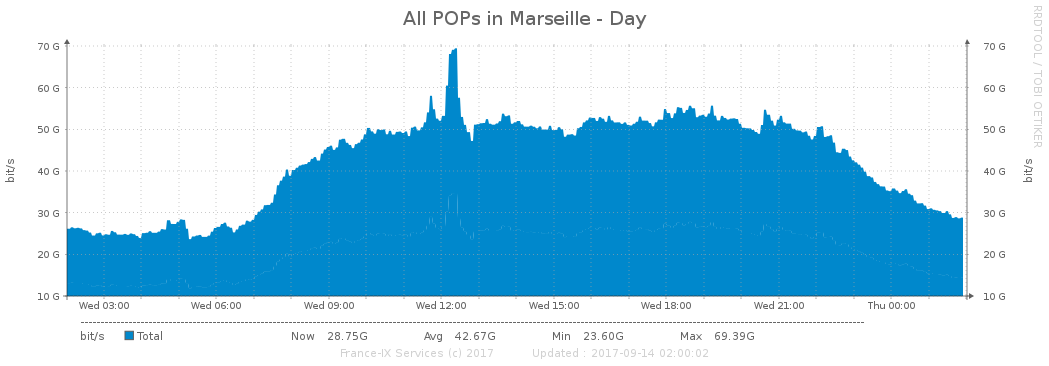 All POPs in Marseille - Day
RRDTOOL / TOBI OETIKER
70 G 70 G
60 G 60 G
50 G 50 G
40 G 40 G
30 G 30 G
20 G 20 G
10 G 10 G
bit/s
bit/s
Wed 03:00 Wed 06:00 Wed 09:00 Wed 12:00 Wed 15:00 Wed 18:00 Wed 21:00 Thu 00:00
bit/s Total Now 28.75G Avg 42.67G Min 23.60G Max 69.39G
France-IX Services (c) 2017 Updated : 2017-09-14 02:00:02